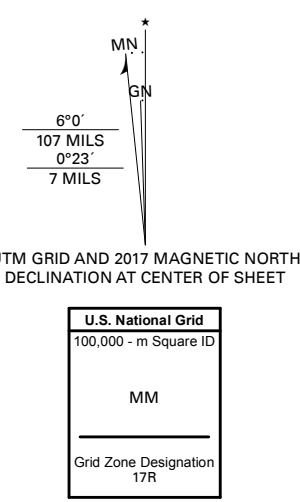 ★
MN
GN
6°0´
107 MILS
0°23´
7 MILS
UTM GRID AND 2017 MAGNETIC NORTH
DECLINATION AT CENTER OF SHEET
U.S. National Grid
100,000 - m Square ID
MM
Grid Zone Designation
17R